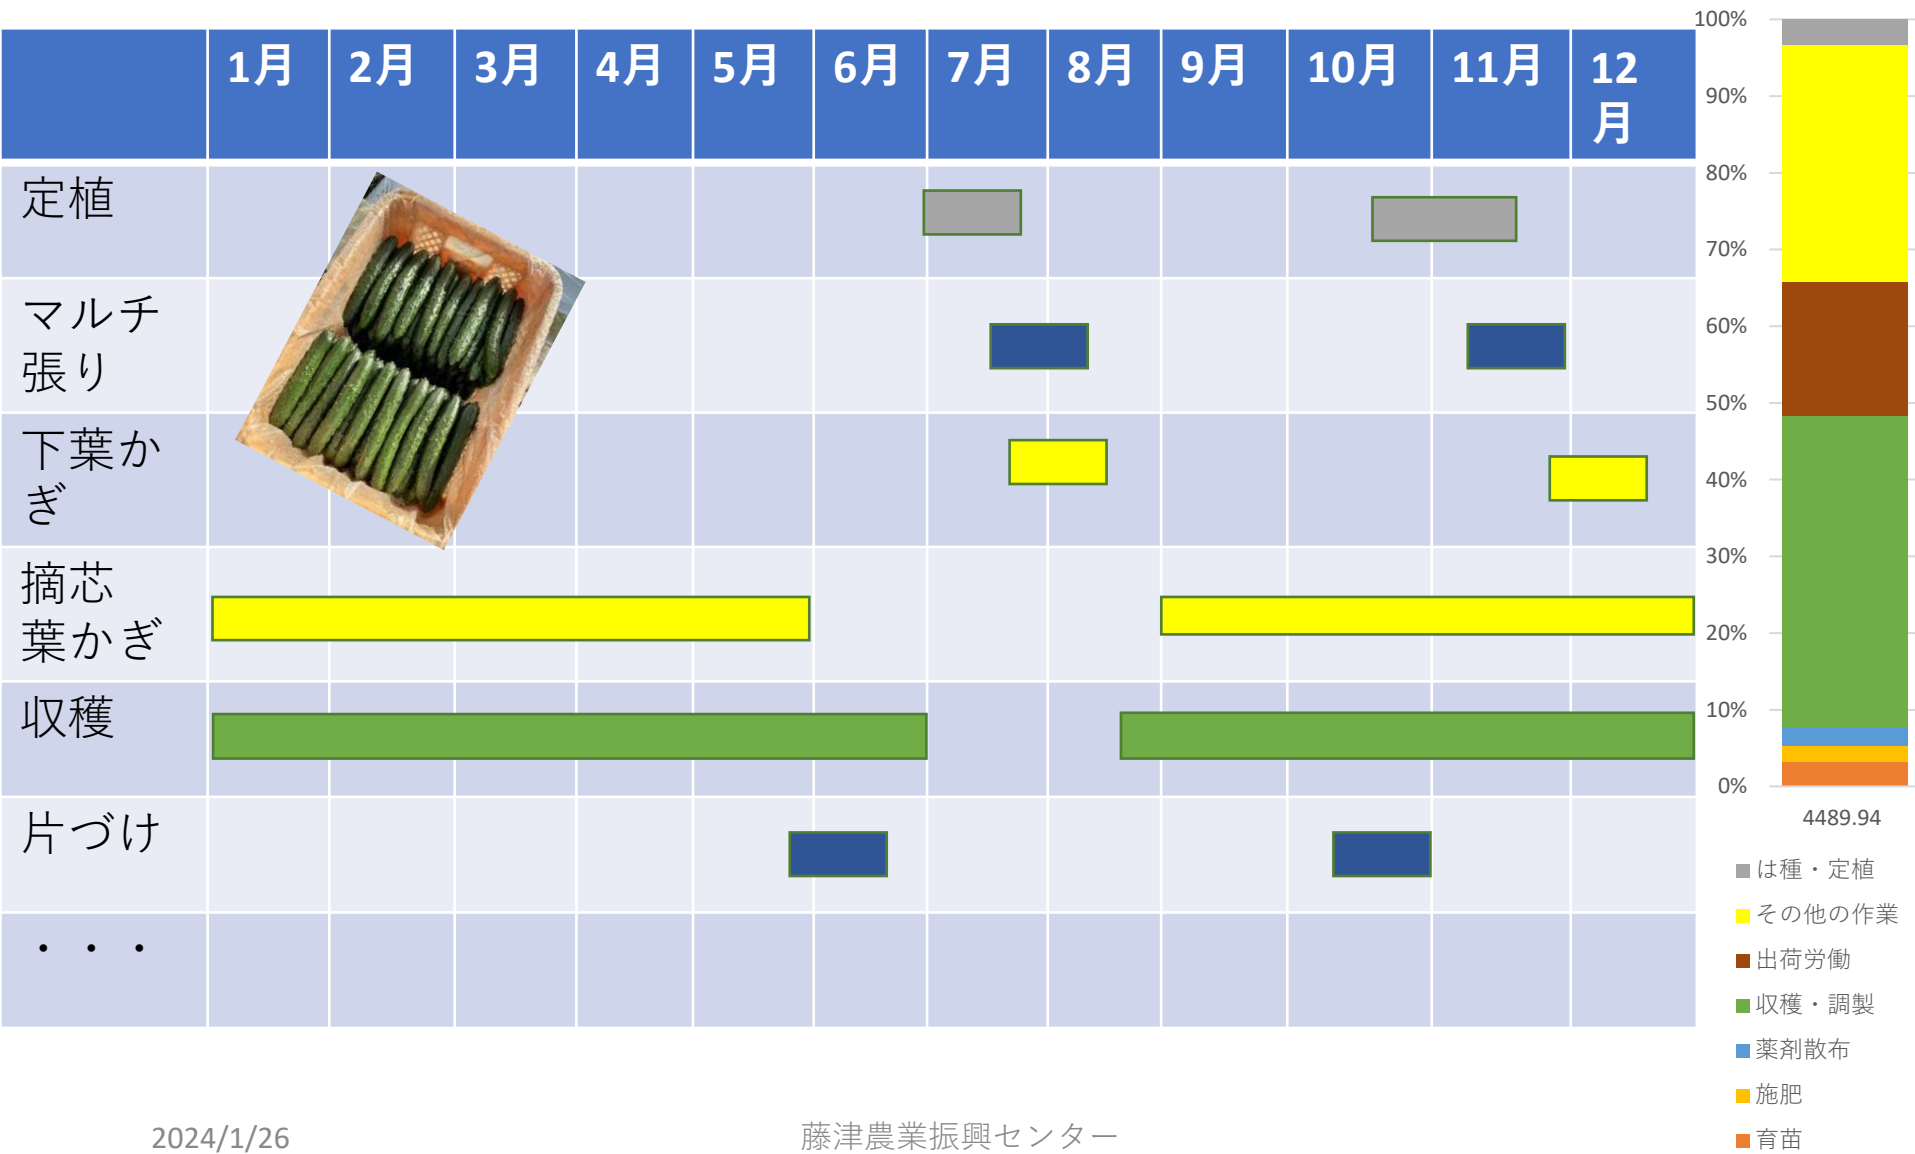 1月 2月 3月 4月 5月 6月 7月 8月 9月 10月 11月 12
月
定植
マルチ
張り
下葉か
ぎ
摘芯
葉かぎ
収穫
片づけ
・・・
100%
90%
80%
70%
60%
50%
40%
30%
20%
10%
0%
4489.94
は種・定植
その他の作業
出荷労働
収穫・調製
薬剤散布
施肥
育苗
2024/1/26
藤津農業振興センター